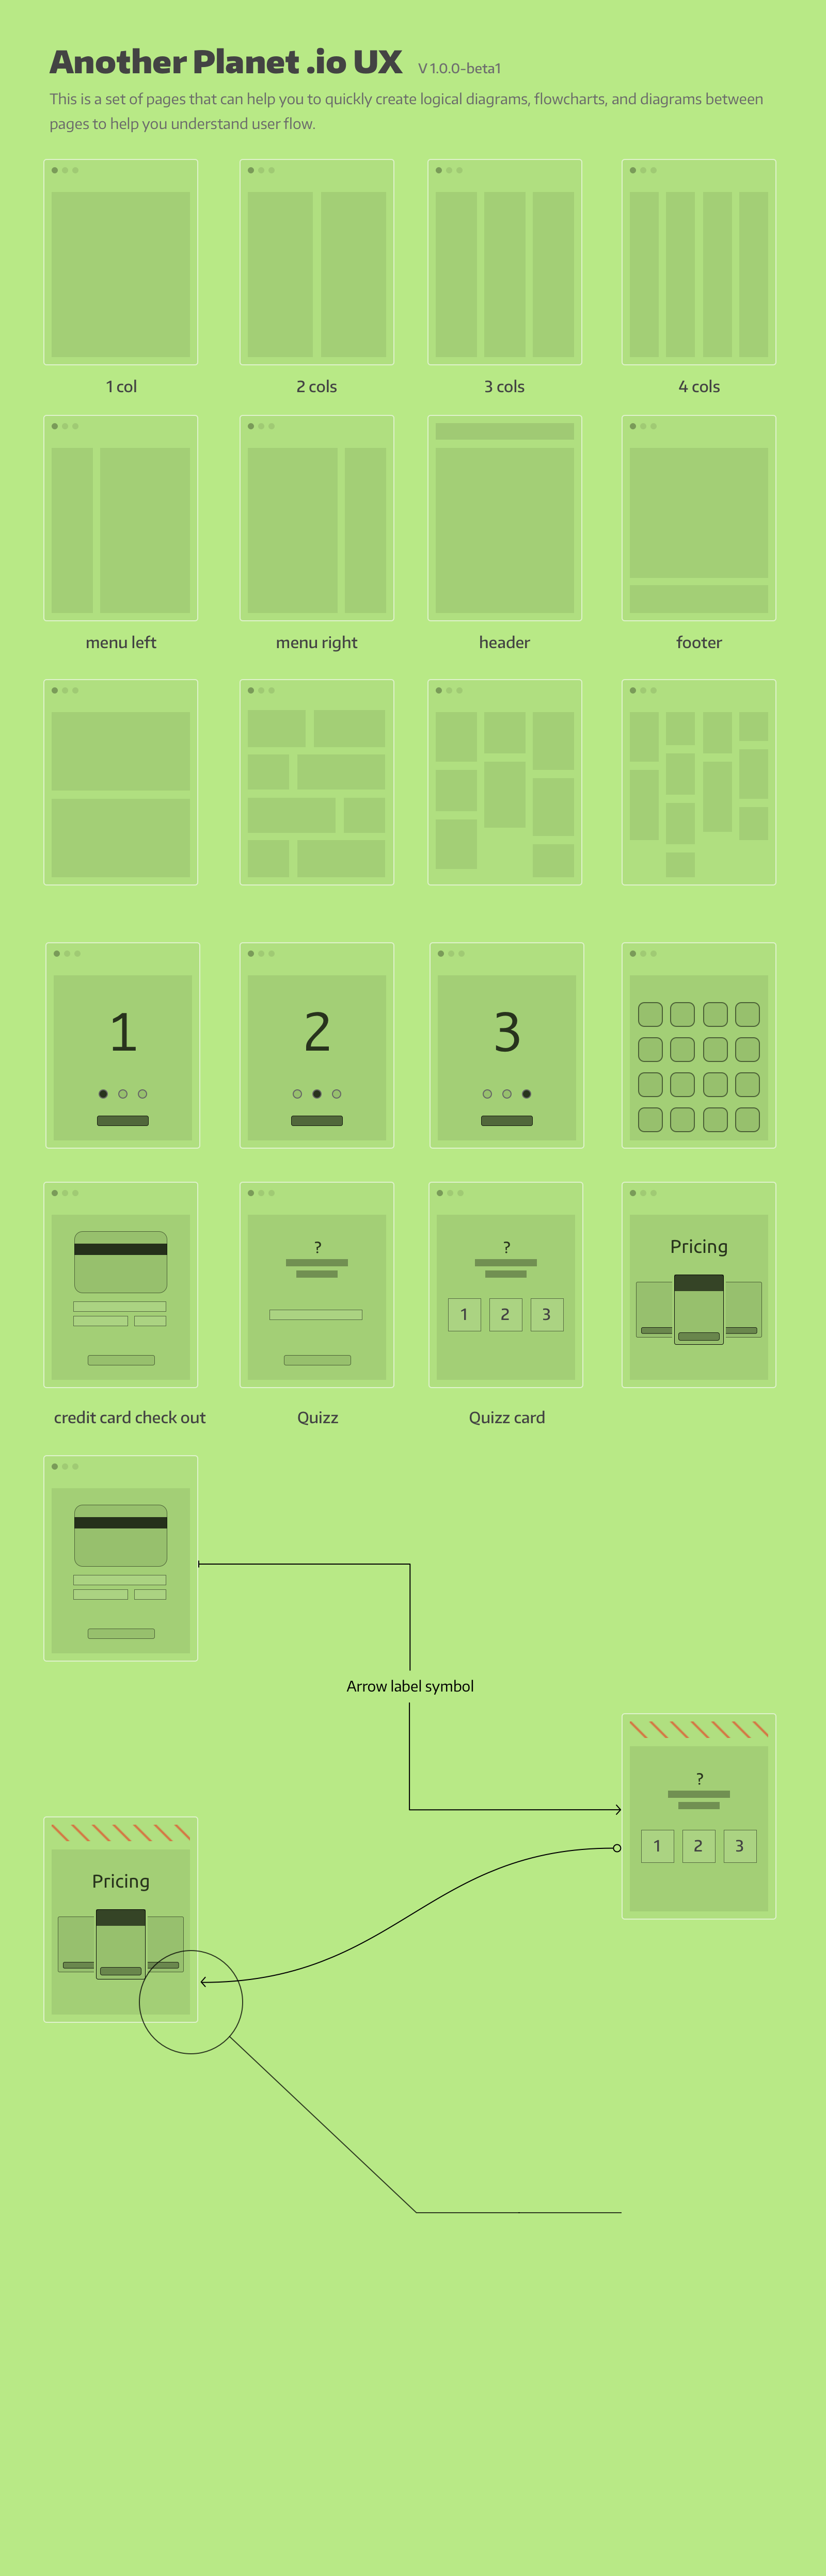 Another Planet .io UX V 1.0.0-beta1
This is a set of pages that can help you to quickly create logical diagrams, flowcharts, and diagrams between
pages to help you understand user flow.
1 col
2 cols
3 cols
4 cols
menu left
menu right
header
footer
1
2
3
?
?
1 2 3
Pricing
credit card check out
Quizz
Quizz card
Arrow label symbol
?
1 2 3
Pricing